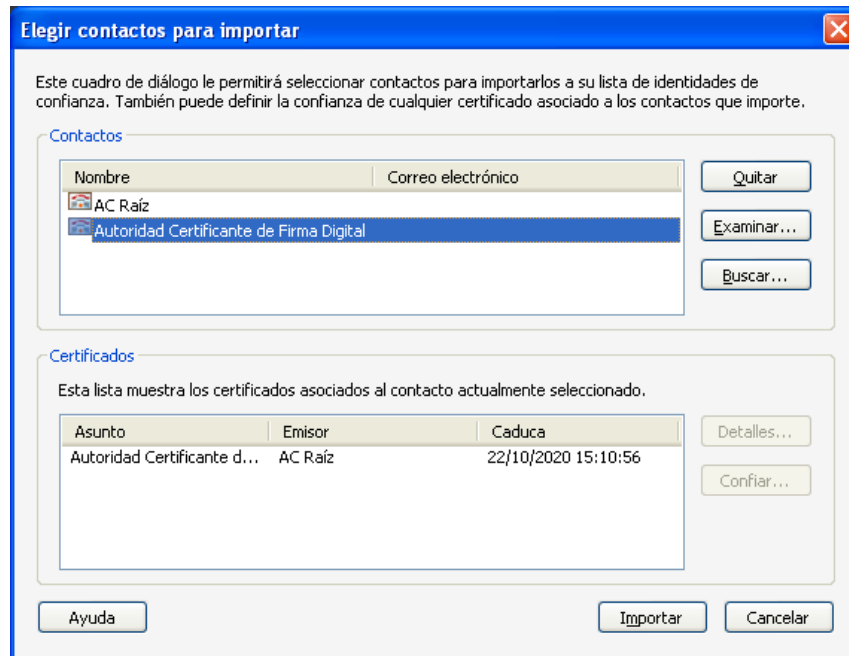 Elegir contactos para importar
Este cuadro de diálogo le permitirá seleccionar contactos para importarlos a su lista de identidades de
confianza. También puede definir la confianza de cualquier certificado asociado a los contactos que importe.
Contactos
Nombre Correo electrónico
AC Raíz
Autoridad Certificante de Firma Digital
Quitar
Examinar...
Buscar...
Certificados
Esta lista muestra los certificados asociados al contacto actualmente seleccionado.
Asunto Emisor Caduca
Autoridad Certificante d... AC Raíz 22/10/2020 15:10:56
Detalles...
Confiar...
Ayuda Importar Cancelar